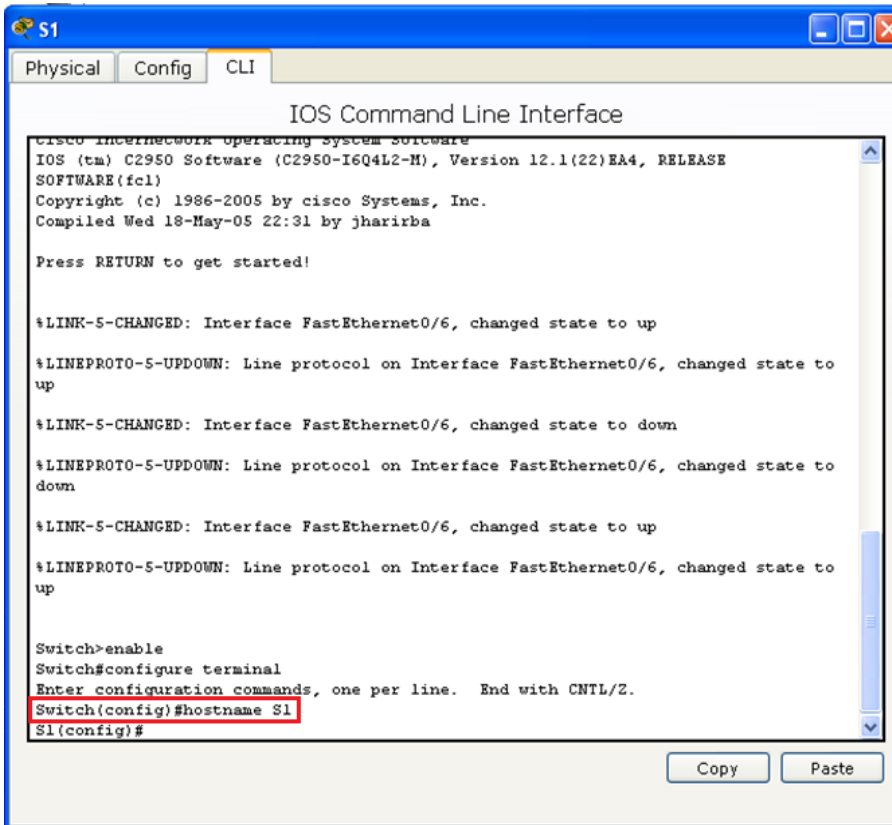 S1
Physical Config CLI
IOS Command Line Interface
Cisco Internetwork Operating System Software
IOS (tm) C2950 Software (C2950-I6Q4L2-M), Version 12.1(22)EA4, RELEASE
SOFTWARE(fc1)
Copyright (c) 1986-2005 by cisco Systems, Inc.
Compiled Wed 18-May-05 22:31 by jharirba
Press RETURN to get started!
%LINK-5-CHANGED: Interface FastEthernet0/6, changed state to up
%LINEPROTO-5-UPDOWN: Line protocol on Interface FastEthernet0/6, changed state to
up
%LINK-5-CHANGED: Interface FastEthernet0/6, changed state to down
%LINEPROTO-5-UPDOWN: Line protocol on Interface FastEthernet0/6, changed state to
down
%LINK-5-CHANGED: Interface FastEthernet0/6, changed state to up
%LINEPROTO-5-UPDOWN: Line protocol on Interface FastEthernet0/6, changed state to
up
Switch>enable
Switch#configure terminal
Enter configuration commands, one per line.  End with CNTL/Z.
Switch(config)#hostname S1
S1(config)#
Copy Paste